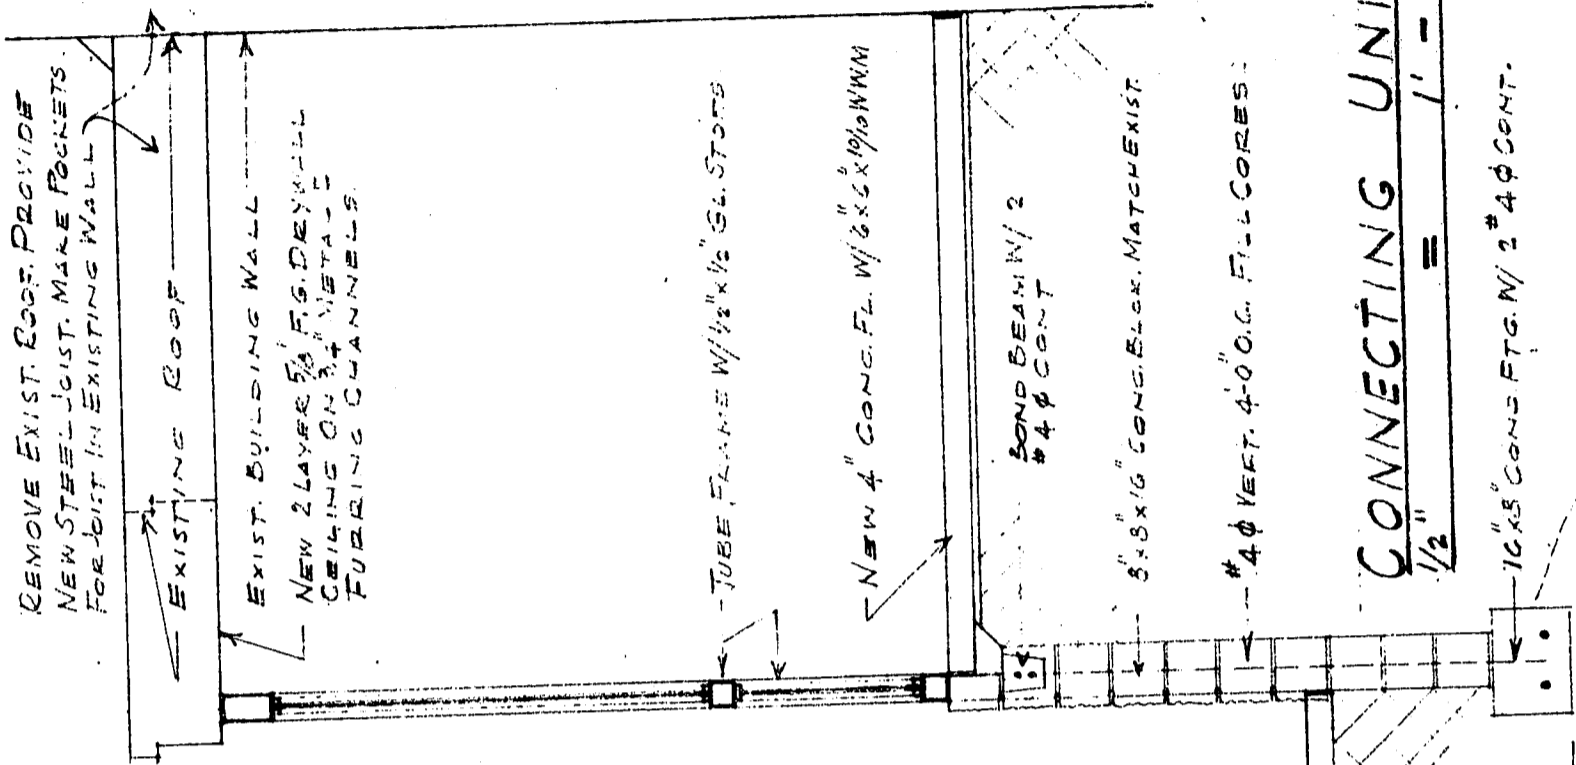 REMOVE EXIST. ROOF. PROVIDE
NEW STEEL JOIST. MAKE POCKETS.
FOR JOIST IN EXISTING WALL
EXISTING ROOF
EXIST. BUILDING WALL
NEW 2 LAYER 5/8" F.G. DRYWALL
CEILING ON 3/4" METAL
FURRING CHANNELS.
TUBE FRAME W/ 1/2" x 1/2" GL. STOPS
NEW 4" CONC. FL. W/ 6"x6"x10/10 W.W.M
BOND BEAM W/ 2
#4 ϕ CONT
8"x8"x16" CONC. BLCK. MATCH EXIST.
#4 ϕ VERT. 4'-0" O.C. FILL CORES.
CONNECTING
1/2" = 1' -
16"x8" CONC. FTG. W/ 2 #4 ϕ CONT.